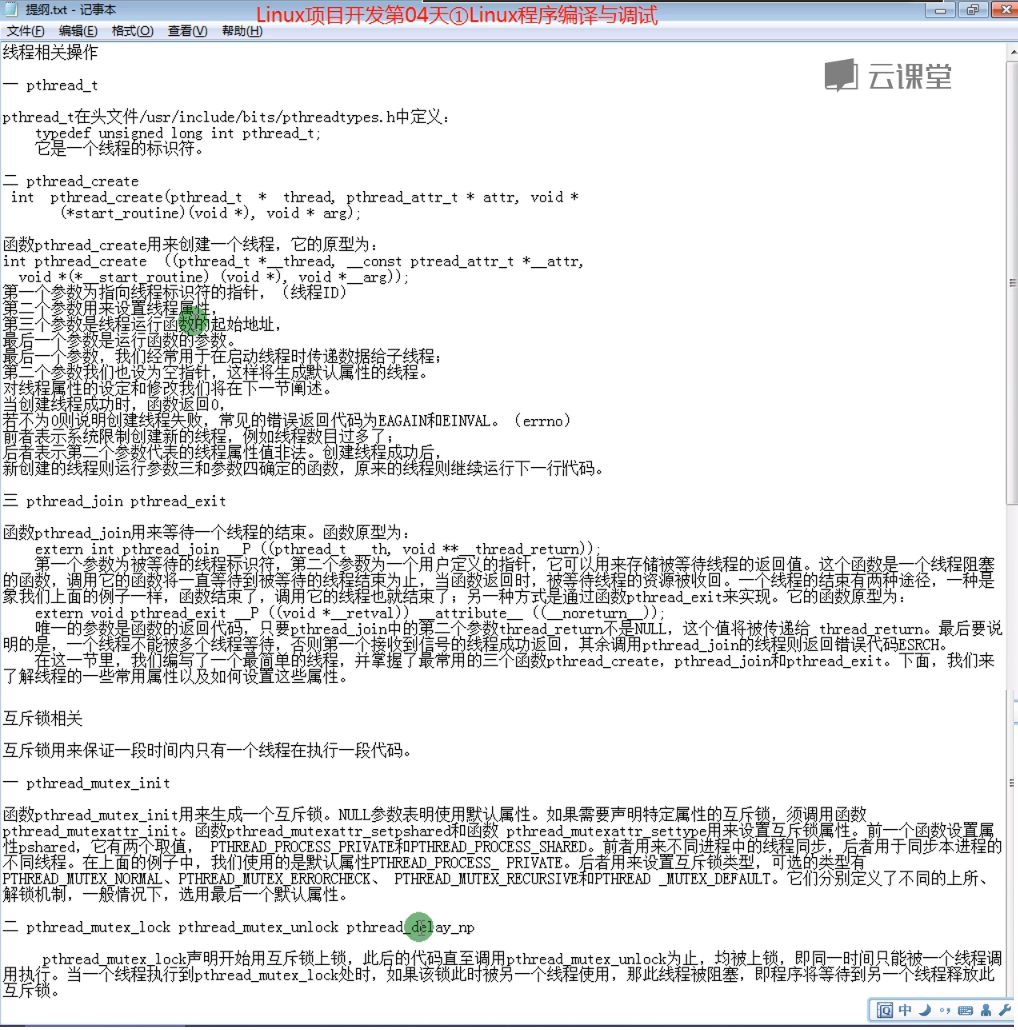 提纲.txt - 记事本
Linux项目开发第04天①Linux程序编译与调试
文件(F) 编辑(E) 格式(O) 查看(V) 帮助(H)
云课堂
线程相关操作
一 pthread_t
pthread_t在头文件/usr/include/bits/pthreadtypes.h中定义:
typedef unsigned long int pthread_t;
它是一个线程的标识符。
二 pthread_create
int pthread_create(pthread_t * thread, pthread_attr_t * attr, void *
(*start_routine)(void *), void * arg);
函数pthread_create用来创建一个线程，它的原型为:
int pthread_create ((pthread_t *__thread, __const ptread_attr_t *__attr,
void *(*__start_routine) (void *), void *__arg));
第一个参数为指向线程标识符的指针，（线程ID）
第二个参数用来设置线程属性，
第三个参数是线程运行函数的起始地址，
最后一个参数是运行函数的参数。
最后一个参数，我们经常用于在启动线程时传递数据给子线程；
第二个参数我们也设为空指针，这样将生成默认属性的线程。
对线程属性的设定和修改我们将在下一节阐述。
当创建线程成功时，函数返回0，
若不为0则说明创建线程失败，常见的错误返回代码为EAGAIN和EINVAL。（errno）
前者表示系统限制创建新的线程，例如线程数目过多了；
后者表示第二个参数代表的线程属性值非法。创建线程成功后，
新创建的线程则运行参数三和参数四确定的函数，原来的线程则继续运行下一行代码。
三 pthread_join pthread_exit
函数pthread_join用来等待一个线程的结束。函数原型为:
extern int pthread_join __P ((pthread_t __th, void **__thread_return));
第一个参数为被等待的线程标识符，第二个参数为一个用户定义的指针，它可以用来存储被等待线程的返回值。这个函数是一个线程阻塞
的函数，调用它的函数将一直等待到被等待的线程结束为止，当函数返回时，被等待线程的资源被收回。一个线程的结束有两种途径，一种是
象我们上面的例子一样，函数结束了，调用它的线程也就结束了；另一种方式是通过函数pthread_exit来实现。它的函数原型为:
extern void pthread_exit __P ((void *__retval)) __attribute__ ((__noreturn__));
唯一的参数是函数的返回代码，只要pthread_join中的第二个参数thread_return不是NULL，这个值将被传递给 thread_return。最后要说
明的是，一个线程不能被多个线程等待，否则第一个接收到信号的线程成功返回，其余调用pthread_join的线程则返回错误代码ESRCH。
在这一节里，我们编写了一个最简单的线程，并掌握了最常用的三个函数pthread_create，pthread_join和pthread_exit。下面，我们来
了解线程的一些常用属性以及如何设置这些属性。
互斥锁相关
互斥锁用来保证一段时间内只有一个线程在执行一段代码。
一 pthread_mutex_init
函数pthread_mutex_init用来生成一个互斥锁。NULL参数表明使用默认属性。如果需要声明特定属性的互斥锁，须调用函数
pthread_mutexattr_init。函数pthread_mutexattr_setpshared和函数 pthread_mutexattr_settype用来设置互斥锁属性。前一个函数设置属
性pshared，它有两个取值， PTHREAD_PROCESS_PRIVATE和PTHREAD_PROCESS_SHARED。前者用来不同进程中的线程同步，后者用于同步本进程的
不同线程。在上面的例子中，我们使用的是默认属性PTHREAD_PROCESS_ PRIVATE。后者用来设置互斥锁类型，可选的类型有
PTHREAD_MUTEX_NORMAL、PTHREAD_MUTEX_ERRORCHECK、 PTHREAD_MUTEX_RECURSIVE和PTHREAD _MUTEX_DEFAULT。它们分别定义了不同的上所、
解锁机制，一般情况下，选用最后一个默认属性。
二 pthread_mutex_lock pthread_mutex_unlock pthread_delay_np
pthread_mutex_lock声明开始用互斥锁上锁，此后的代码直至调用pthread_mutex_unlock为止，均被上锁，即同一时间只能被一个线程调
用执行。当一个线程执行到pthread_mutex_lock处时，如果该锁此时被另一个线程使用，那此线程被阻塞，即程序将等待到另一个线程释放此
互斥锁。
中